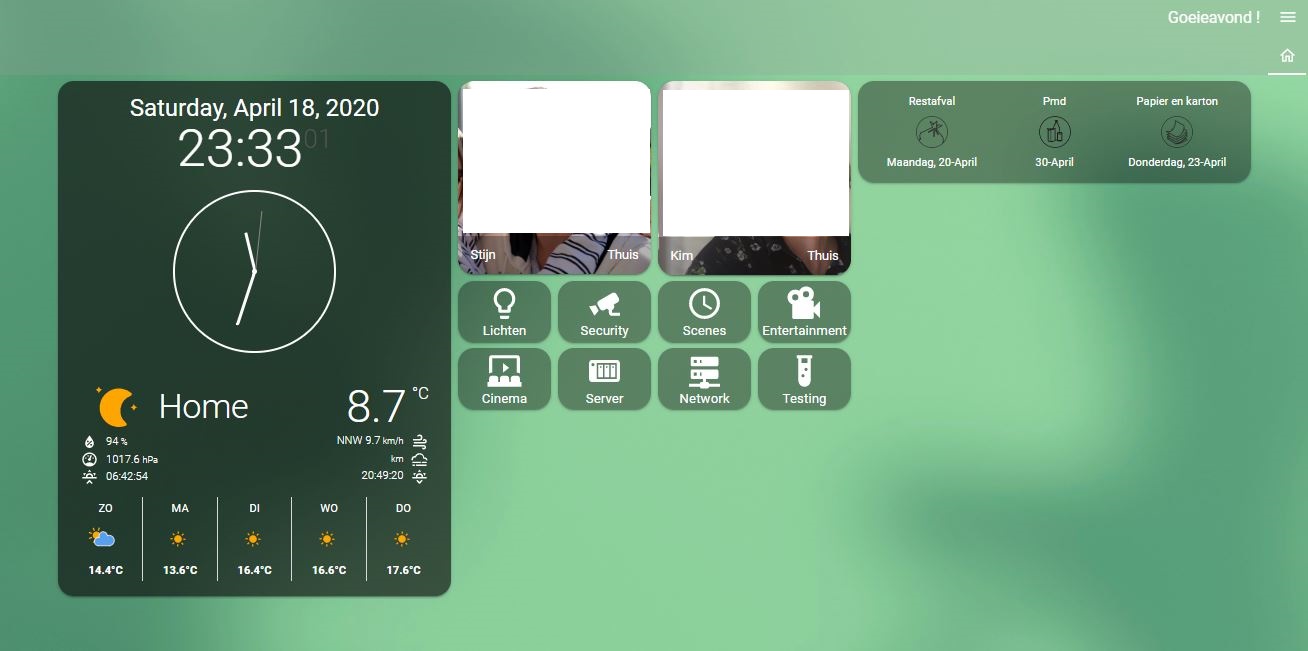 Goeieavond !
Saturday, April 18, 2020
23:33 01
Home
8.7 °C
94 %
NNW 9.7 km/h
1017.6 hPa
km
06:42:54
20:49:20
ZO MA DI WO DO
14.4°C 13.6°C 16.4°C 16.6°C 17.6°C
Stijn Thuis
Kim Thuis
Lichten Security Scenes Entertainment
Cinema Server Network Testing
Restafval Pmd Papier en karton
Maandag, 20-April 30-April Donderdag, 23-April